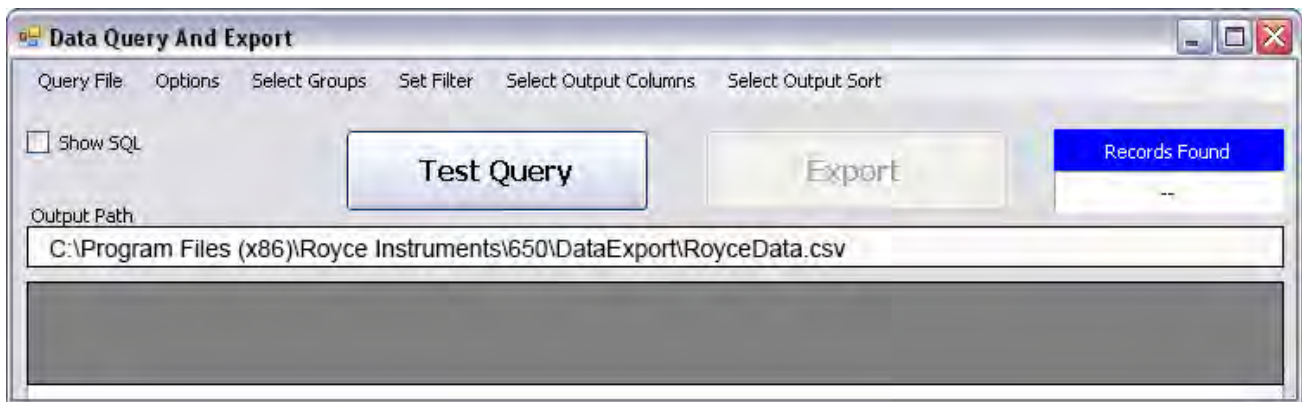 Data Query And Export
Query File Options Select Groups Set Filter Select Output Columns Select Output Sort
Show SQL
Test Query
Export
Records Found
--
Output Path
C:\Program Files (x86)\Royce Instruments\650\DataExport\RoyceData.csv